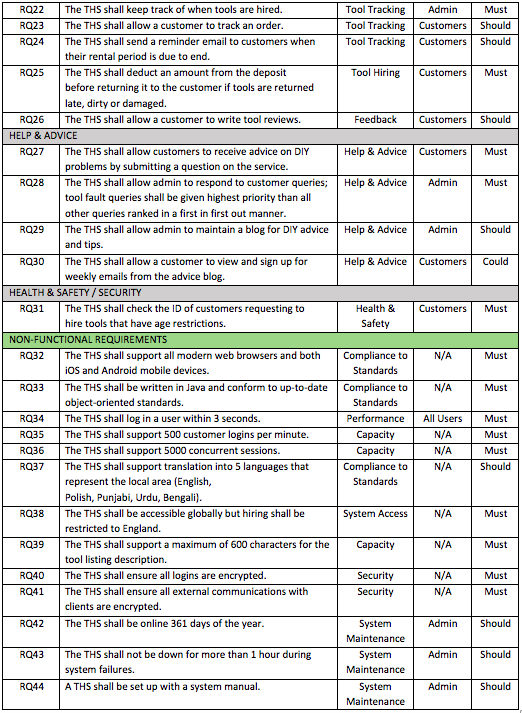 RQ22 The THS shall keep track of when tools are hired. Tool Tracking Admin Must
RQ23 The THS shall allow a customer to track an order. Tool Tracking Customers Should
RQ24 The THS shall send a reminder email to customers when Tool Tracking Customers Should
their rental period is due to end.
RQ25 The THS shall deduct an amount from the deposit Tool Hiring Customers Must
before returning it to the customer if tools are returned
late, dirty or damaged.
RQ26 The THS shall allow a customer to write tool reviews. Feedback Customers Should
HELP & ADVICE
RQ27 The THS shall allow customers to receive advice on DIY Help & Advice Customers Must
problems by submitting a question on the service.
RQ28 The THS shall allow admin to respond to customer queries; Help & Advice Admin Must
tool fault queries shall be given highest priority than all
other queries ranked in a first in first out manner.
RQ29 The THS shall allow admin to maintain a blog for DIY advice Help & Advice Admin Should
and tips.
RQ30 The THS shall allow a customer to view and sign up for Help & Advice Customers Could
weekly emails from the advice blog.
HEALTH & SAFETY / SECURITY
RQ31 The THS shall check the ID of customers requesting to Health & Customers Must
hire tools that have age restrictions. Safety
NON-FUNCTIONAL REQUIREMENTS
RQ32 The THS shall support all modern web browsers and both Compliance to N/A Must
iOS and Android mobile devices. Standards
RQ33 The THS shall be written in Java and conform to up-to-date Compliance to N/A Must
object-oriented standards. Standards
RQ34 The THS shall log in a user within 3 seconds. Performance All Users Must
RQ35 The THS shall support 500 customer logins per minute. Capacity N/A Must
RQ36 The THS shall support 5000 concurrent sessions. Capacity N/A Must
RQ37 The THS shall support translation into 5 languages that Compliance to N/A Should
represent the local area (English, Standards
Polish, Punjabi, Urdu, Bengali).
RQ38 The THS shall be accessible globally but hiring shall be System Access N/A Must
restricted to England.
RQ39 The THS shall support a maximum of 600 characters for the Capacity N/A Must
tool listing description.
RQ40 The THS shall ensure all logins are encrypted. Security N/A Must
RQ41 The THS shall ensure all external communications with Security N/A Must
clients are encrypted.
RQ42 The THS shall be online 361 days of the year. System Admin Should
Maintenance
RQ43 The THS shall not be down for more than 1 hour during System Admin Should
system failures. Maintenance
RQ44 A THS shall be set up with a system manual. System Admin Should
Maintenance